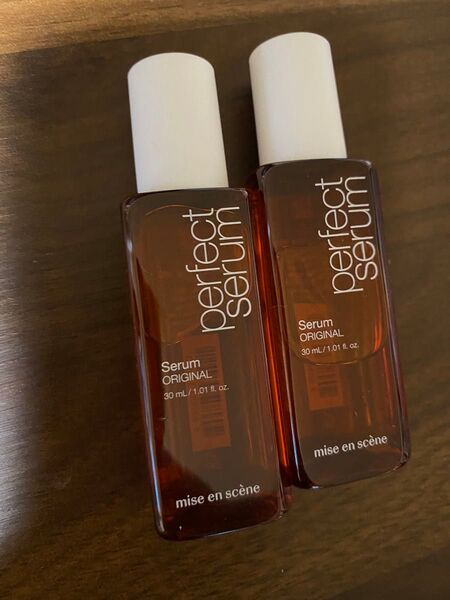 perfect
serum
Serum
ORIGINAL
30 mL / 1.01 fl. oz.
mise en scène
perfect
serum
Serum
ORIGINAL
30 mL / 1.01 fl. oz.
mise en scène